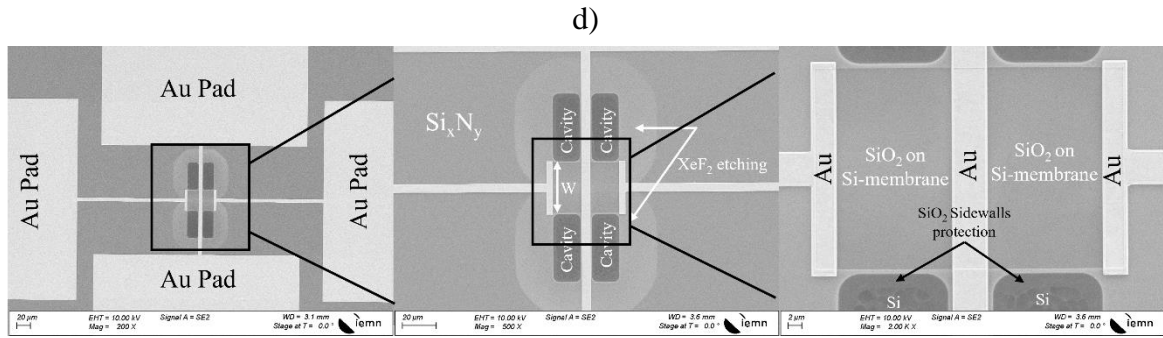 d)
Au Pad
Au Pad
Au Pad
Au Pad
20 µm
EHT = 10.00 kV
Mag = 200 X
Signal A = SE2
WD = 3.1 mm
Stage at T = 0.0 °
iemn
SixNy
Cavity
Cavity
XeF2 etching
W
Cavity
Cavity
20 µm
EHT = 10.00 kV
Mag = 500 X
Signal A = SE2
WD = 3.6 mm
Stage at T = 0.0 °
iemn
Au
SiO2 on
Si-membrane
Au
SiO2 on
Si-membrane
Au
SiO2 Sidewalls
protection
Si
Si
2 µm
EHT = 10.00 kV
Mag = 2.00 K X
Signal A = SE2
WD = 3.6 mm
Stage at T = 0.0 °
iemn